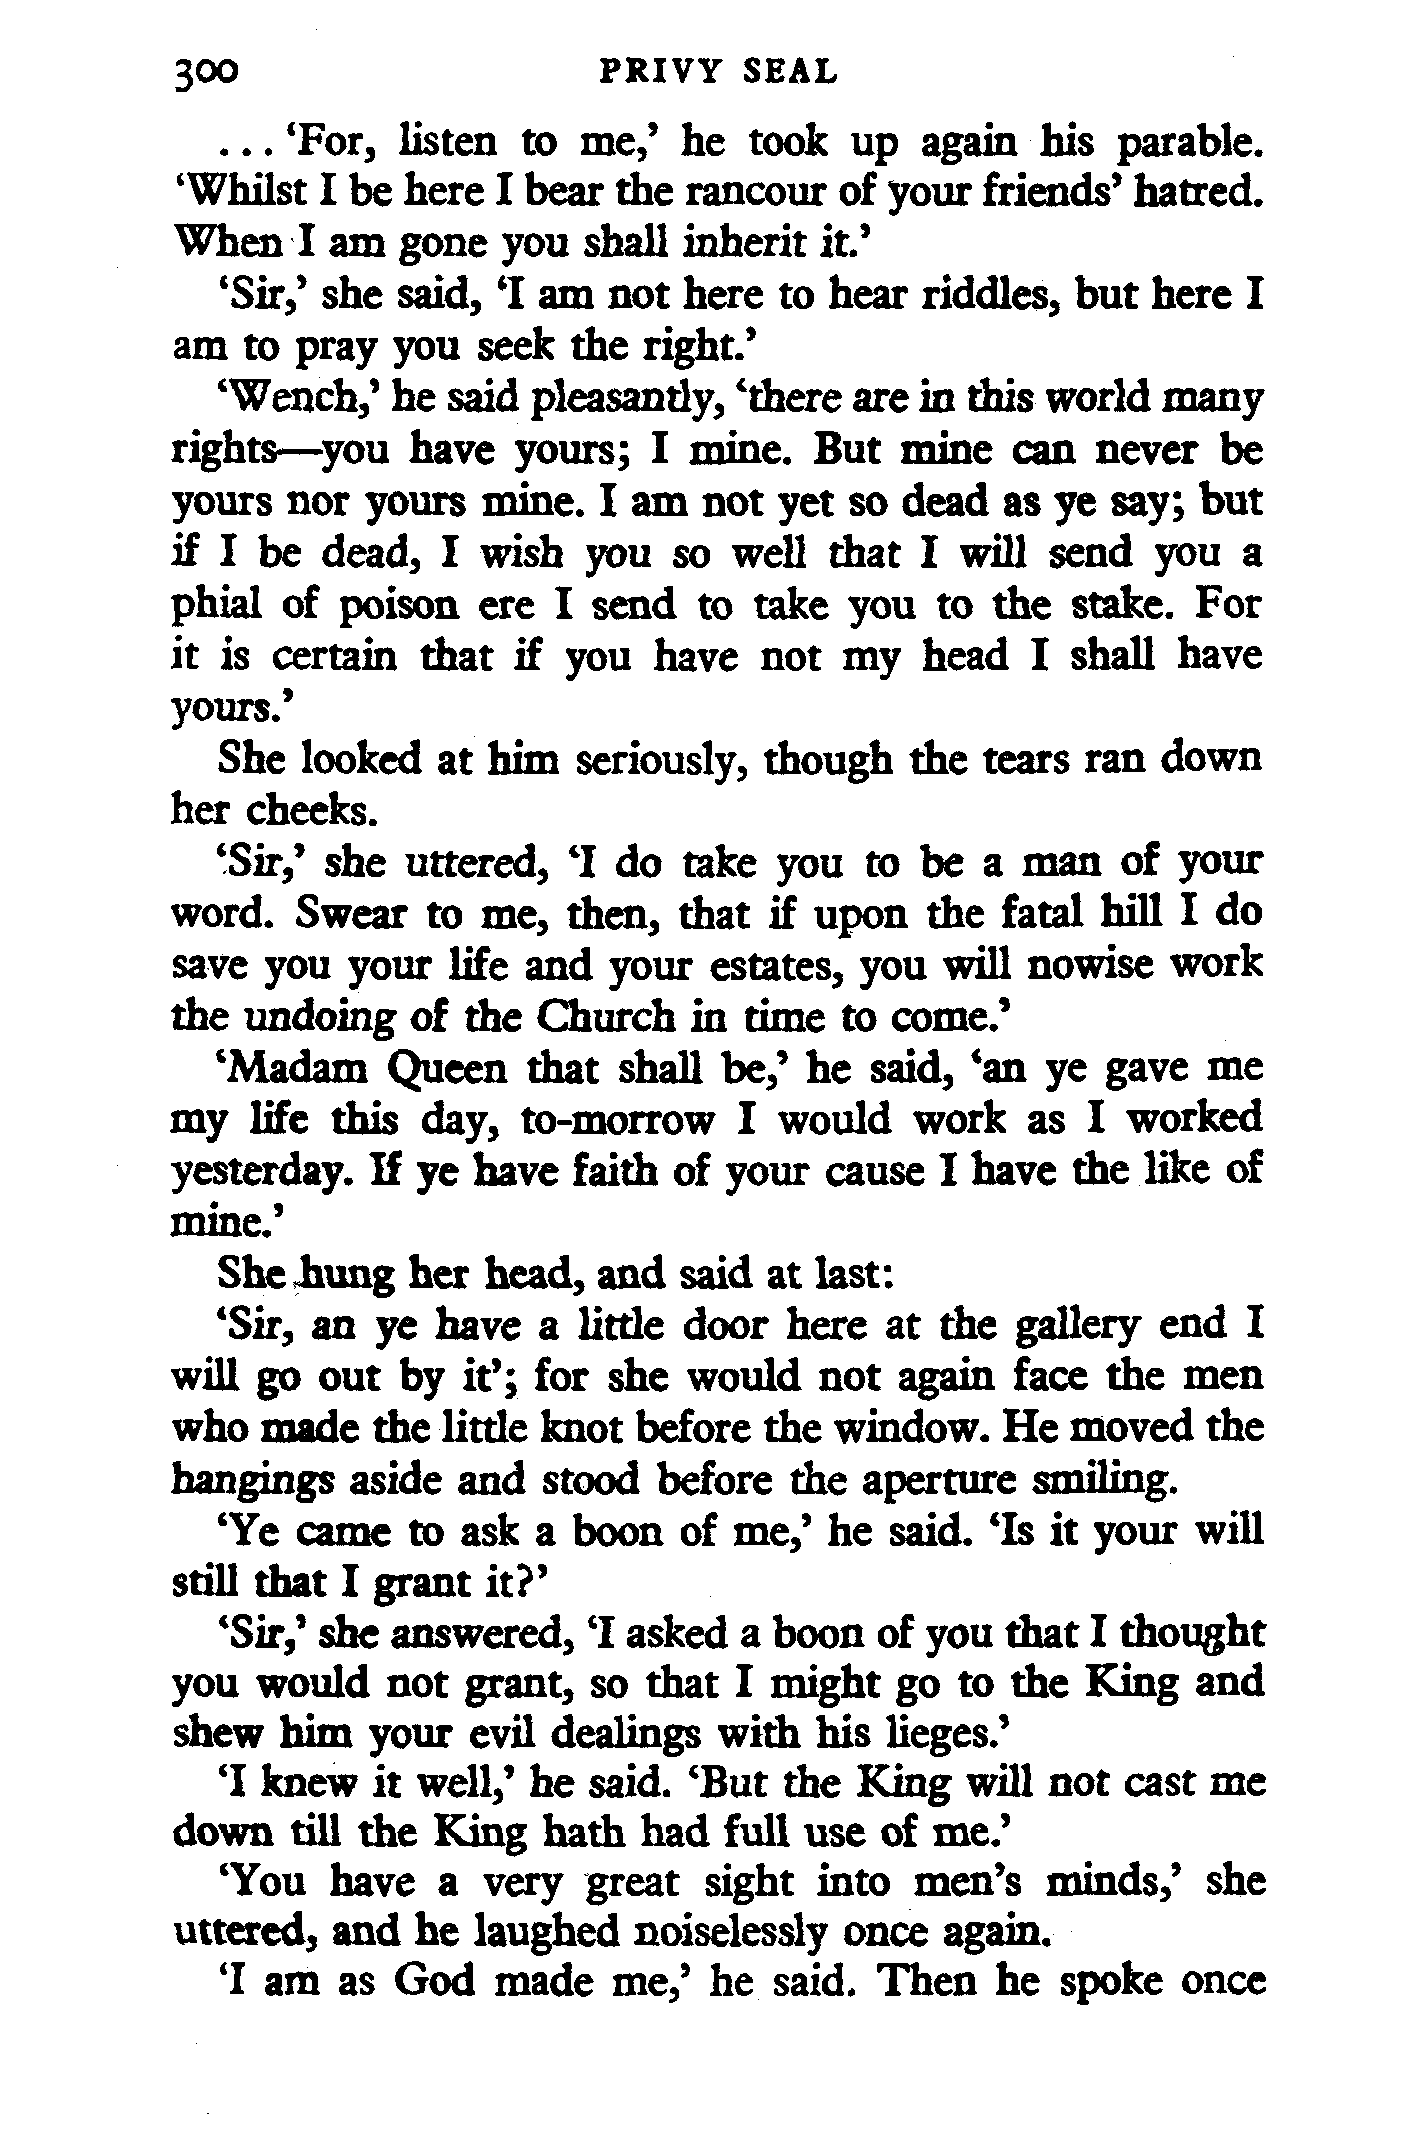 300 PRIVY SEAL
... ‘For, listen to me,’ he took up again his parable.
‘Whilst I be here I bear the rancour of your friends’ hatred.
When I am gone you shall inherit it.’
‘Sir,’ she said, ‘I am not here to hear riddles, but here I
am to pray you seek the right.’
‘Wench,’ he said pleasantly, ‘there are in this world many
rights—you have yours; I mine. But mine can never be
yours nor yours mine. I am not yet so dead as ye say; but
if I be dead, I wish you so well that I will send you a
phial of poison ere I send to take you to the stake. For
it is certain that if you have not my head I shall have
yours.’
She looked at him seriously, though the tears ran down
her cheeks.
‘Sir,’ she uttered, ‘I do take you to be a man of your
word. Swear to me, then, that if upon the fatal hill I do
save you your life and your estates, you will nowise work
the undoing of the Church in time to come.’
‘Madam Queen that shall be,’ he said, ‘an ye gave me
my life this day, to-morrow I would work as I worked
yesterday. If ye have faith of your cause I have the like of
mine.’
She hung her head, and said at last:
‘Sir, an ye have a little door here at the gallery end I
will go out by it’; for she would not again face the men
who made the little knot before the window. He moved the
hangings aside and stood before the aperture smiling.
‘Ye came to ask a boon of me,’ he said. ‘Is it your will
still that I grant it?’
‘Sir,’ she answered, ‘I asked a boon of you that I thought
you would not grant, so that I might go to the King and
shew him your evil dealings with his lieges.’
‘I knew it well,’ he said. ‘But the King will not cast me
down till the King hath had full use of me.’
‘You have a very great sight into men’s minds,’ she
uttered, and he laughed noiselessly once again.
‘I am as God made me,’ he said. Then he spoke once